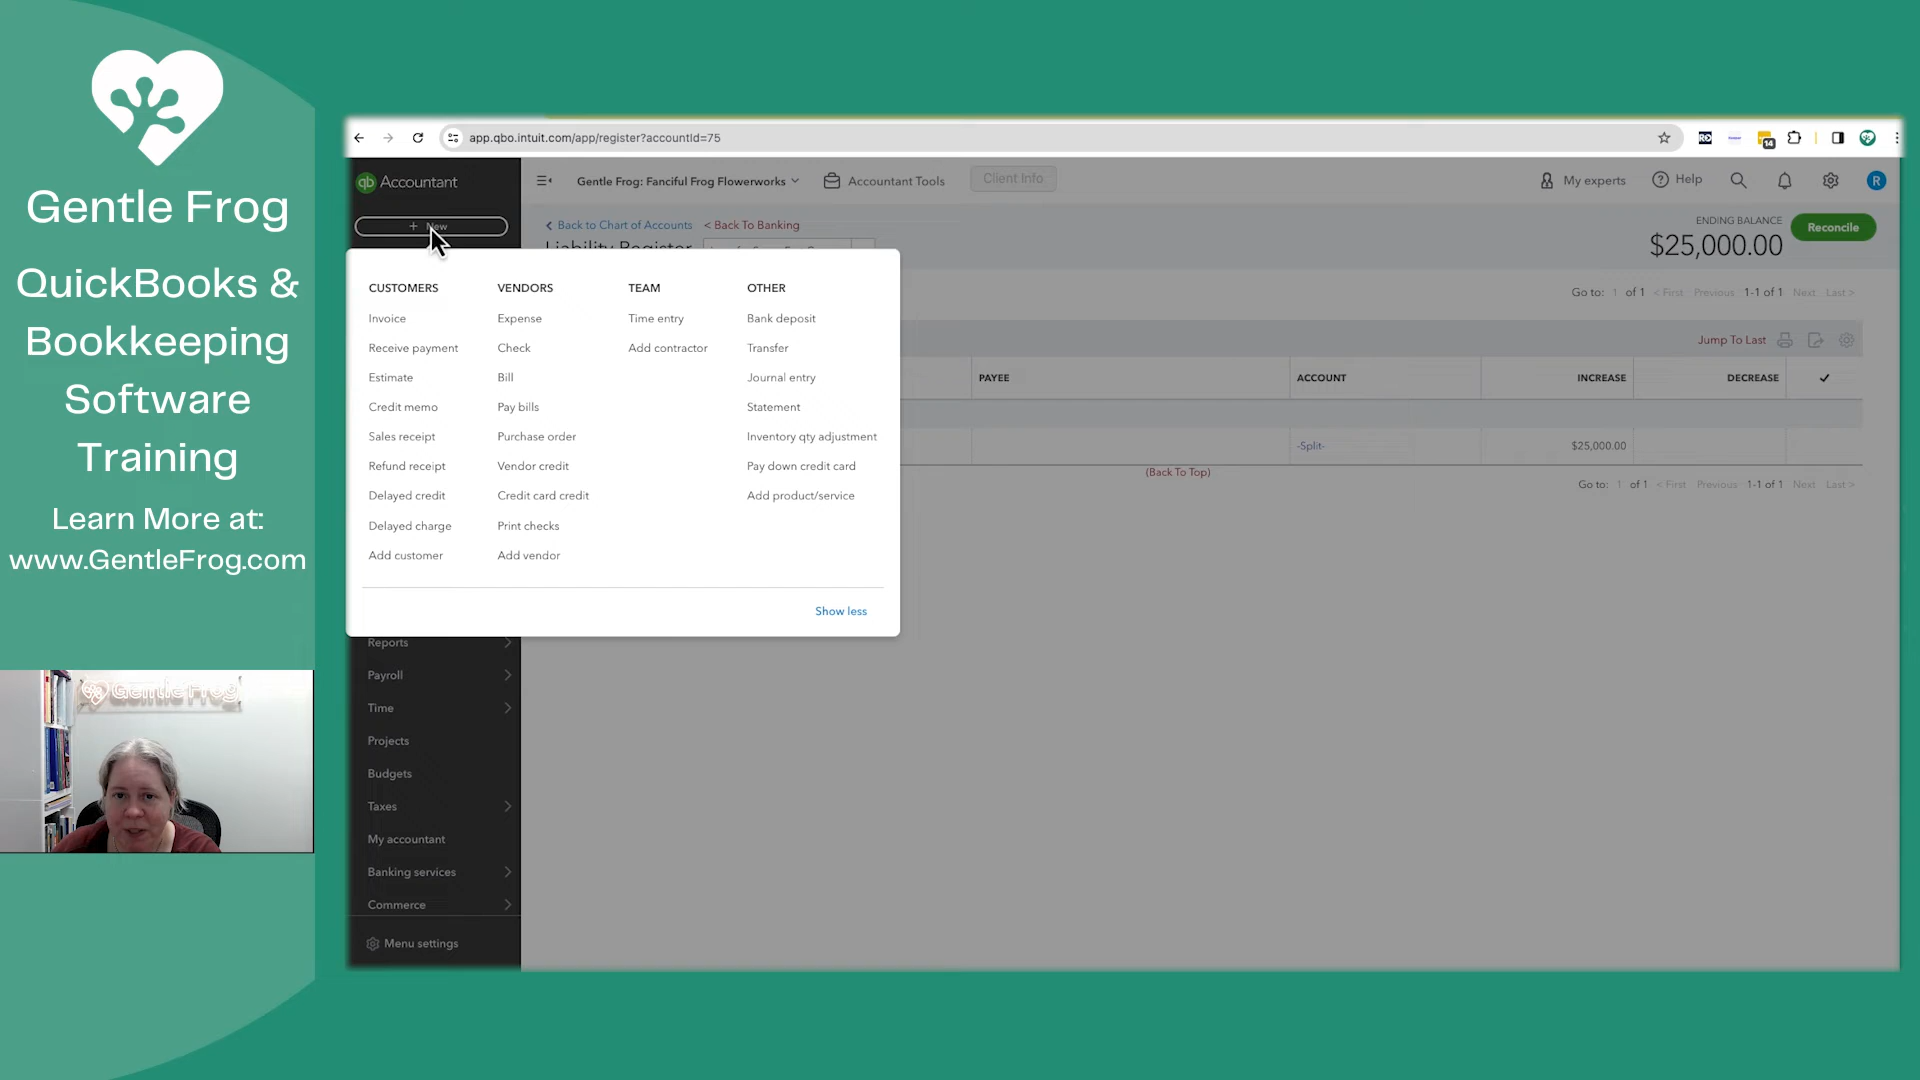 Gentle Frog
QuickBooks &
Bookkeeping
Software
Training
Learn More at:
www.GentleFrog.com
Gentle Frog
app.qbo.intuit.com/app/register?accountId=75
14
qb Accountant
Gentle Frog: Fanciful Frog Flowerworks
Accountant Tools
Client Info
My experts
Help
R
+ New
Back to Chart of Accounts
< Back To Banking
Liability Register
ENDING BALANCE
$25,000.00
Reconcile
Go to: 1 of 1 < First Previous 1-1 of 1 Next Last >
Jump To Last
PAYEE
ACCOUNT
INCREASE
DECREASE
-Split-
$25,000.00
(Back To Top)
Go to: 1 of 1 < First Previous 1-1 of 1 Next Last >
CUSTOMERS
Invoice
Receive payment
Estimate
Credit memo
Sales receipt
Refund receipt
Delayed credit
Delayed charge
Add customer
VENDORS
Expense
Check
Bill
Pay bills
Purchase order
Vendor credit
Credit card credit
Print checks
Add vendor
TEAM
Time entry
Add contractor
OTHER
Bank deposit
Transfer
Journal entry
Statement
Inventory qty adjustment
Pay down credit card
Add product/service
Show less
Reports
Payroll
Time
Projects
Budgets
Taxes
My accountant
Banking services
Commerce
Menu settings